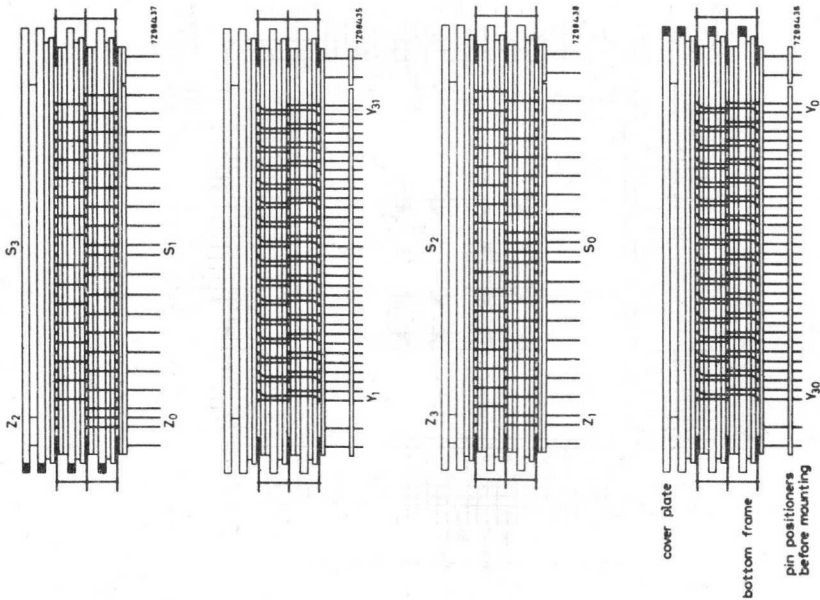 7Z98437
Z2 S3
Z0 S1
7Z98435
Y1 Y31
7Z98438
Z3 S2
Z1 S0
7Z98436
cover plate
bottom frame
Y30 Y0
pin positioners
before mounting